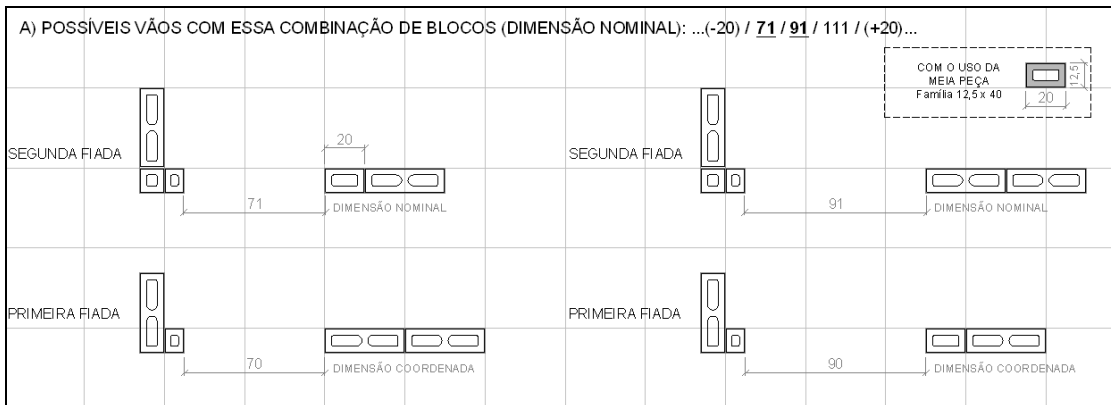 A) POSSÍVEIS VÃOS COM ESSA COMBINAÇÃO DE BLOCOS (DIMENSÃO NOMINAL): ...(-20) / 71 / 91 / 111 / (+20)...
COM O USO DA
MEIA PEÇA
Família 12,5 x 40
12,5
20
SEGUNDA FIADA
20
71
DIMENSÃO NOMINAL
SEGUNDA FIADA
91
DIMENSÃO NOMINAL
PRIMEIRA FIADA
70
DIMENSÃO COORDENADA
PRIMEIRA FIADA
90
DIMENSÃO COORDENADA